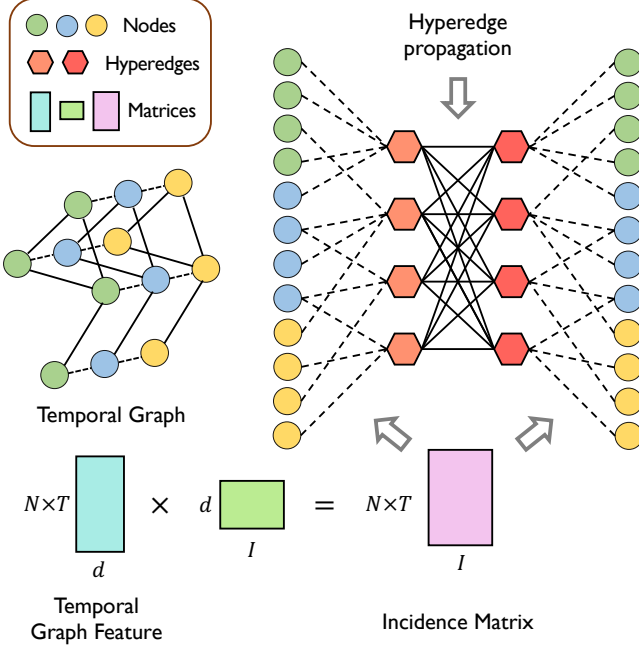 Nodes
Hyperedges
Matrices
Hyperedge
propagation
Temporal Graph
N×T
d
×
d
I
=
N×T
I
Temporal
Graph Feature
Incidence Matrix